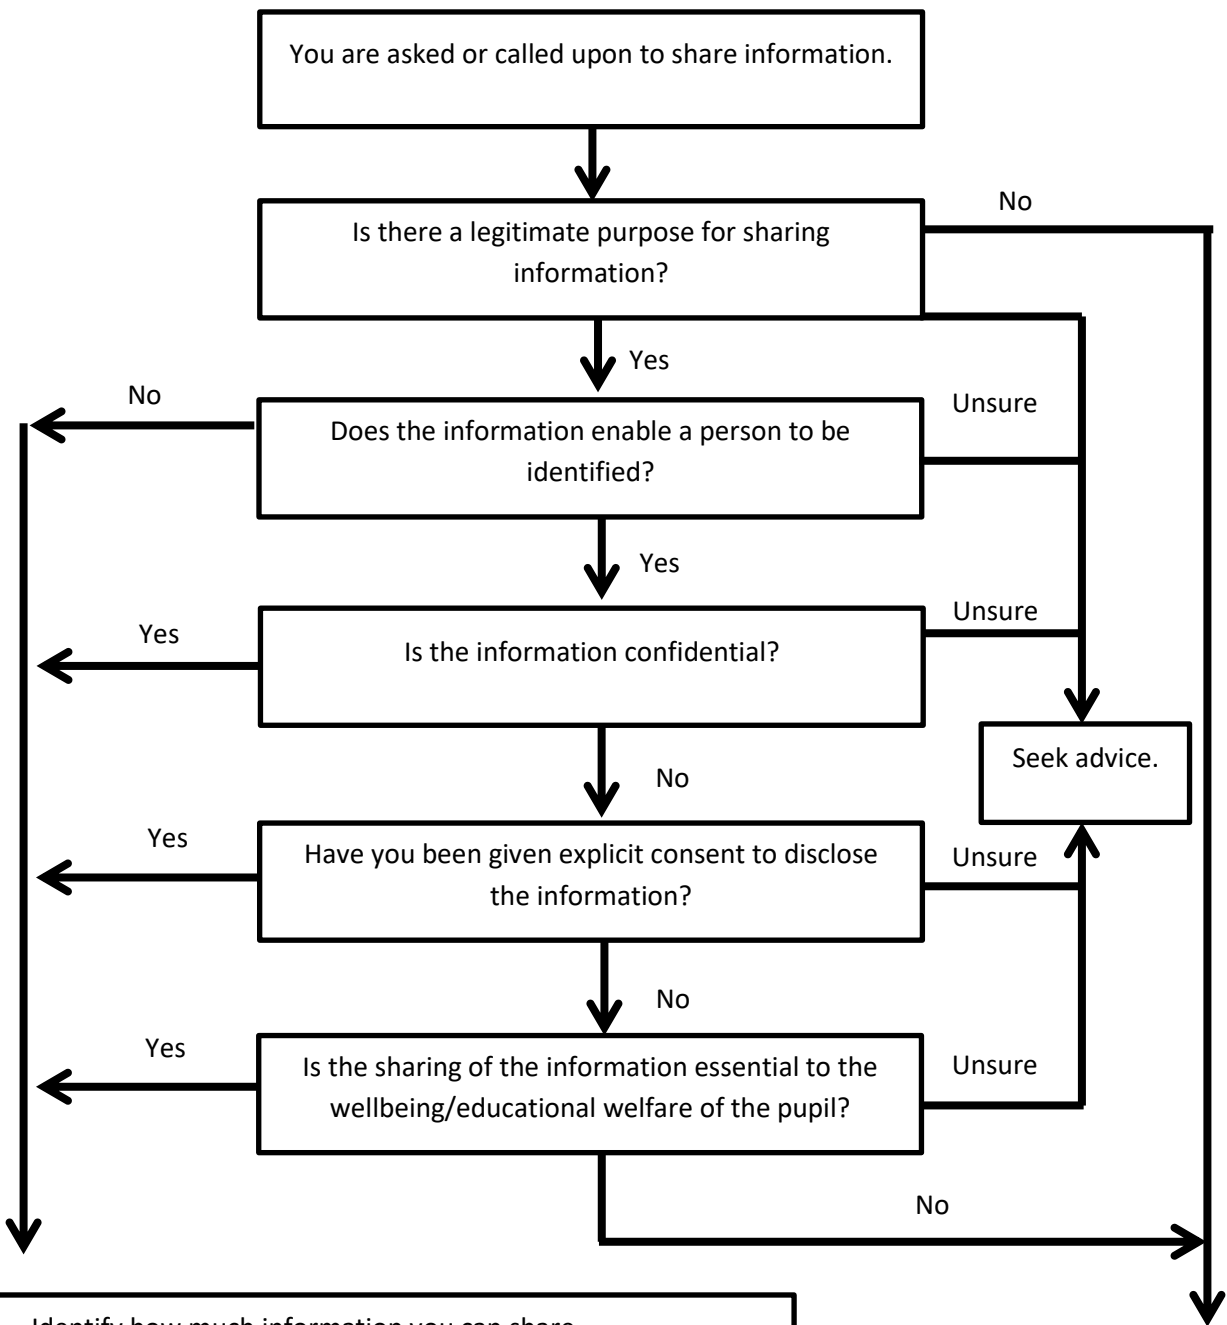 You are asked or called upon to share information.
No
Is there a legitimate purpose for sharing
information?
Yes
No
Unsure
Does the information enable a person to be
identified?
Yes
Unsure
Yes
Is the information confidential?
Seek advice.
No
Yes
Have you been given explicit consent to disclose
the information?
Unsure
No
Yes
Is the sharing of the information essential to the
wellbeing/educational welfare of the pupil?
Unsure
No
Identify how much information you can share